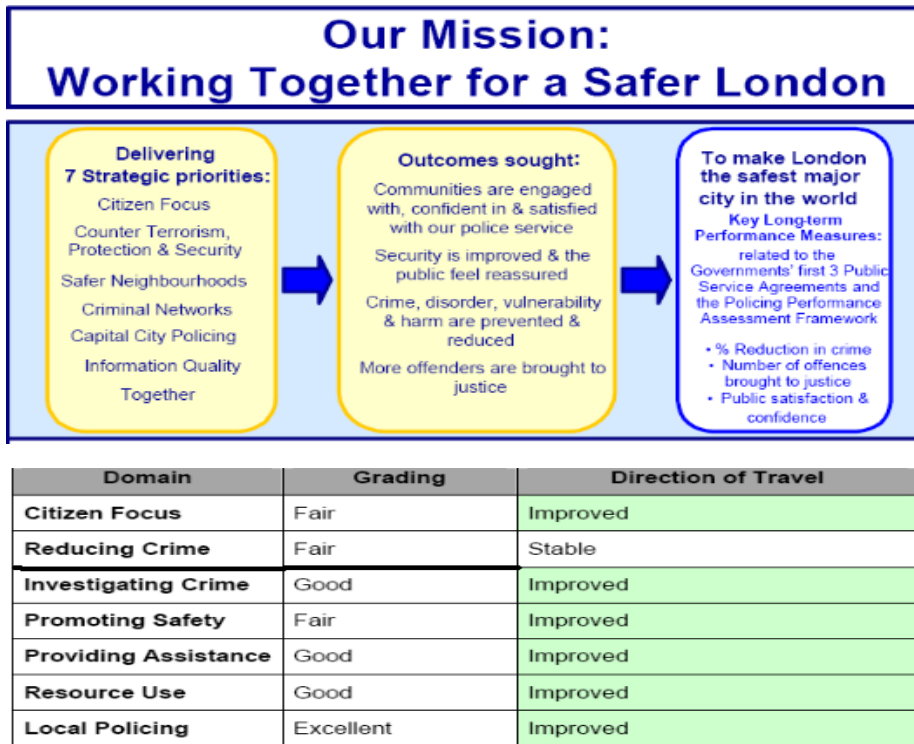 Our Mission:
Working Together for a Safer London
Delivering
7 Strategic priorities:
Citizen Focus
Counter Terrorism,
Protection & Security
Safer Neighbourhoods
Criminal Networks
Capital City Policing
Information Quality
Together
Outcomes sought:
Communities are engaged
with, confident in & satisfied
with our police service
Security is improved & the
public feel reassured
Crime, disorder, vulnerability
& harm are prevented &
reduced
More offenders are brought to
justice
To make London
the safest major
city in the world
Key Long-term
Performance Measures:
related to the
Governments' first 3 Public
Service Agreements and
the Policing Performance
Assessment Framework
• % Reduction in crime
• Number of offences
brought to justice
• Public satisfaction &
confidence
Domain Grading Direction of Travel
Citizen Focus Fair Improved
Reducing Crime Fair Stable
Investigating Crime Good Improved
Promoting Safety Fair Improved
Providing Assistance Good Improved
Resource Use Good Improved
Local Policing Excellent Improved